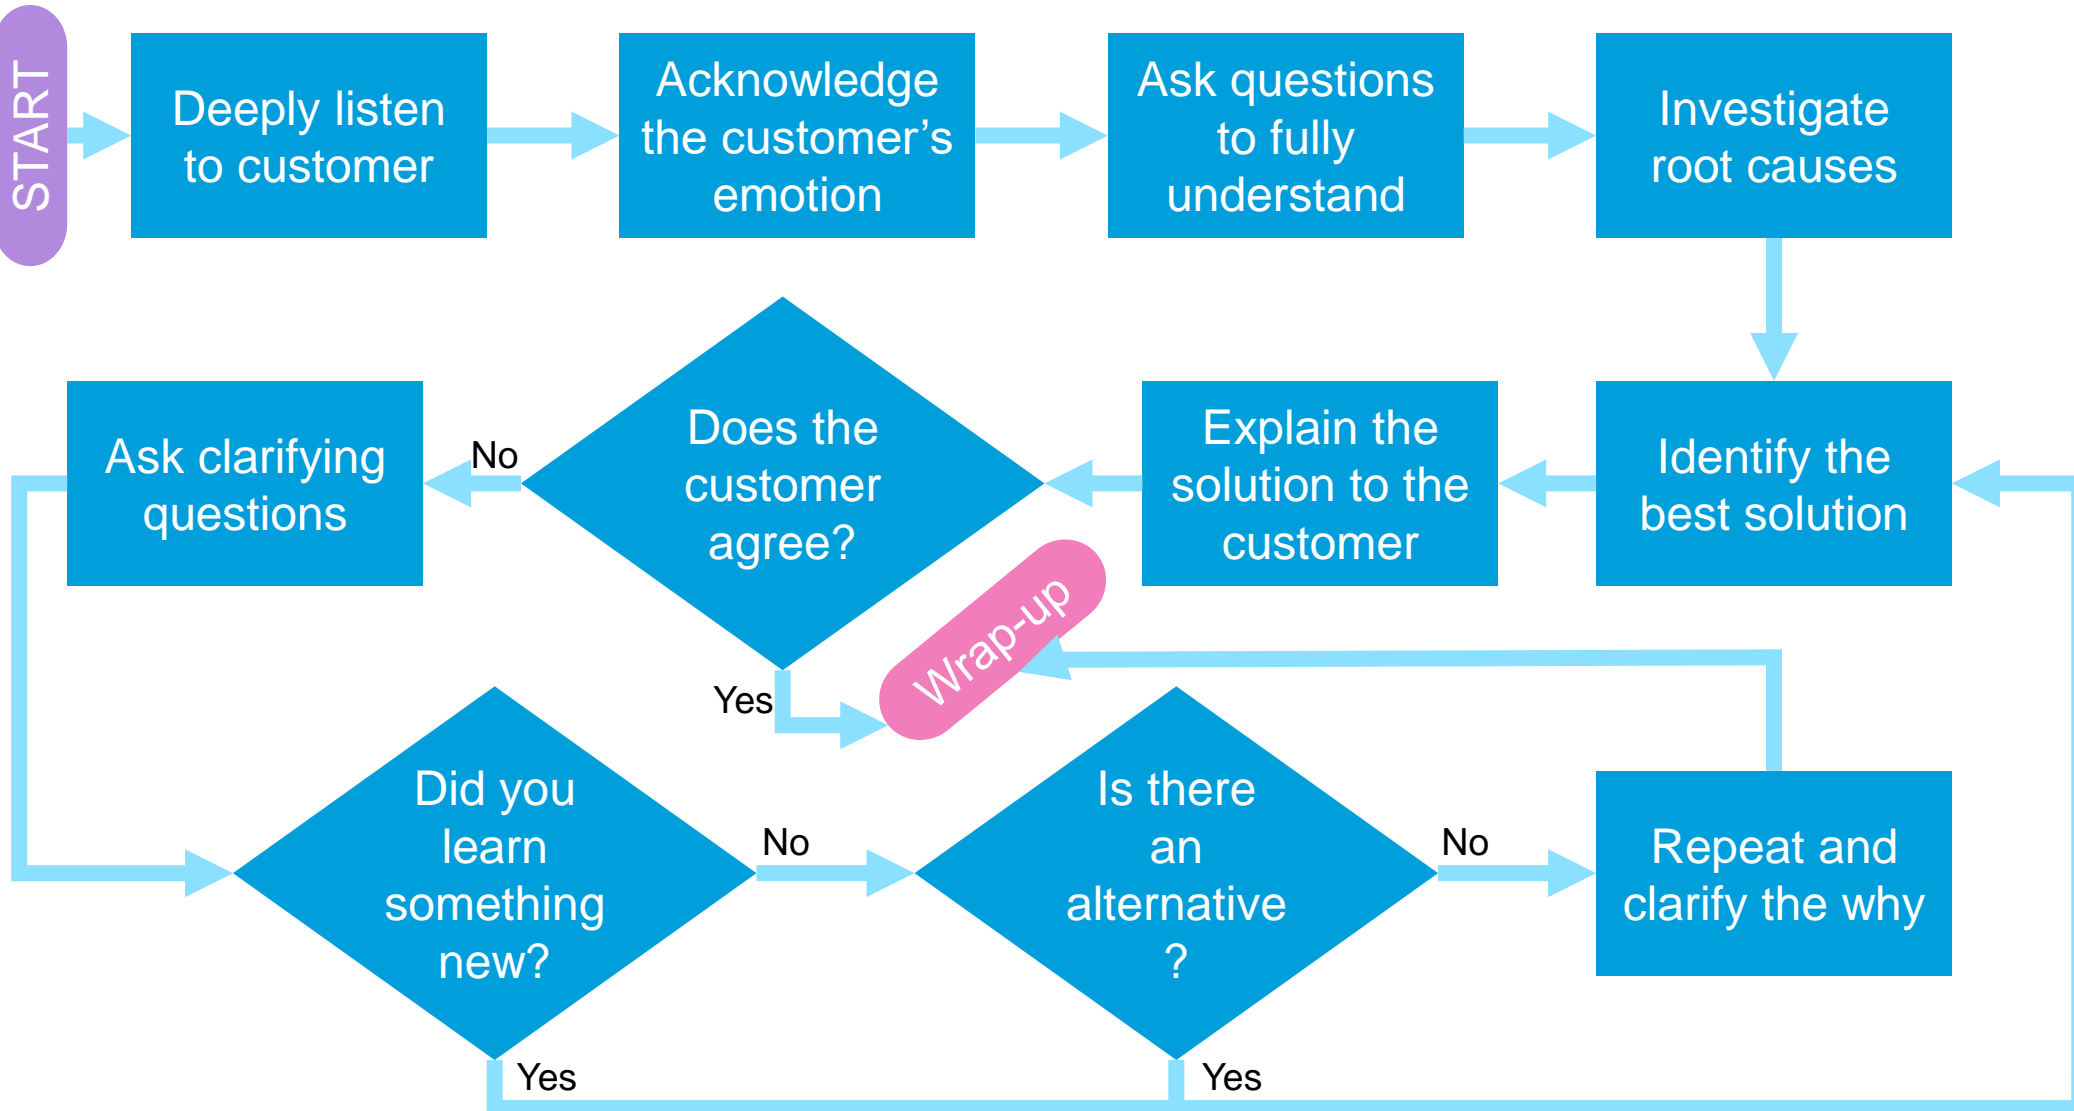 START
Deeply listen
to customer
Acknowledge
the customer’s
emotion
Ask questions
to fully
understand
Investigate
root causes
Identify the
best solution
Explain the
solution to the
customer
Does the
customer
agree?
No
Ask clarifying
questions
Yes
Wrap-up
Did you
learn
something
new?
No
Is there
an
alternative
?
No
Repeat and
clarify the why
Yes
Yes